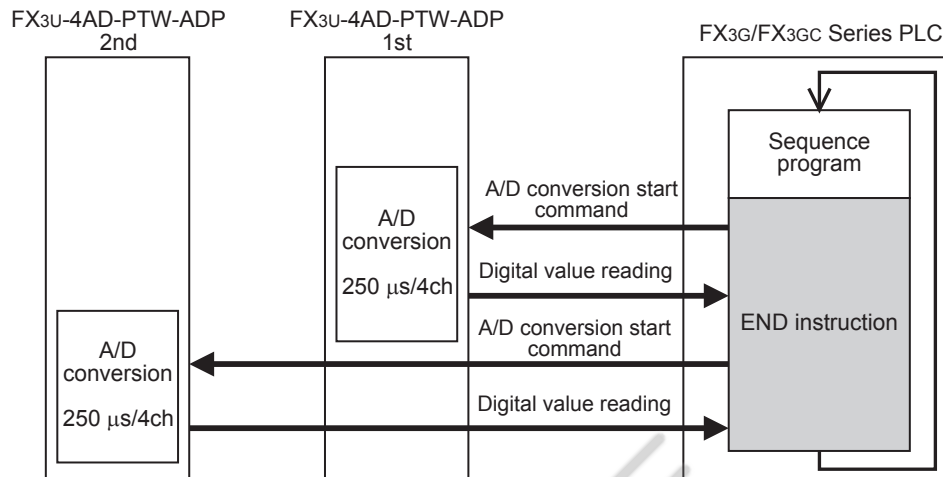 FX3U-4AD-PTW-ADP
2nd
FX3U-4AD-PTW-ADP
1st
FX3G/FX3GC Series PLC
Sequence
program
A/D conversion start
command
A/D
conversion
250 μs/4ch
Digital value reading
END instruction
A/D conversion start
command
A/D
conversion
250 μs/4ch
Digital value reading